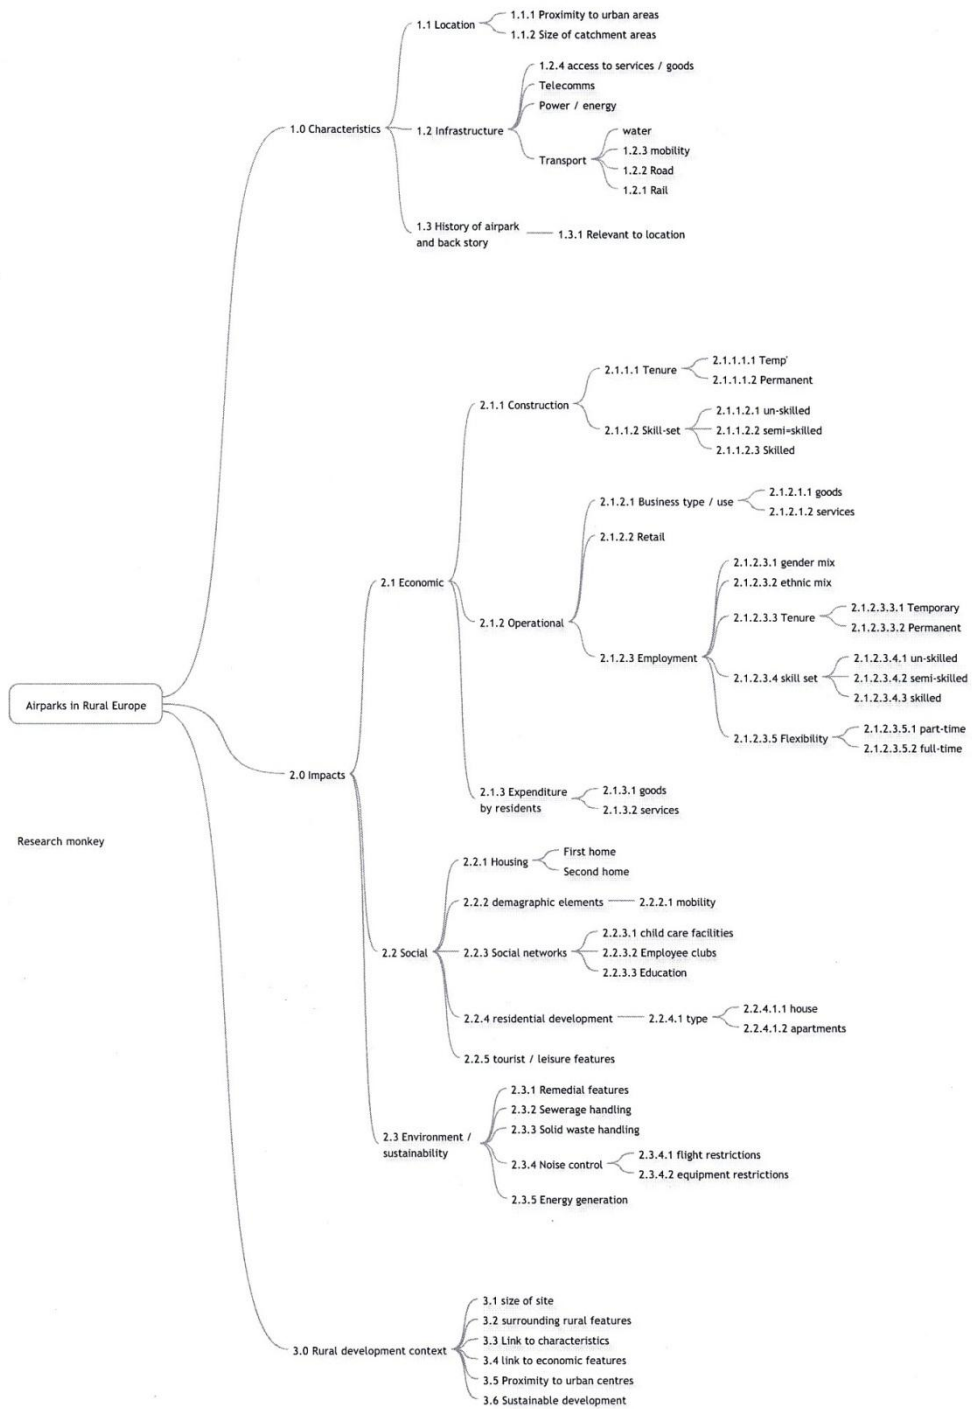 Airparks in Rural Europe
1.0 Characteristics
1.1 Location
1.1.1 Proximity to urban areas
1.1.2 Size of catchment areas
1.2 Infrastructure
1.2.4 access to services / goods
Telecomms
Power / energy
Transport
water
1.2.3 mobility
1.2.2 Road
1.2.1 Rail
1.3 History of airpark
and back story
1.3.1 Relevant to location
2.0 Impacts
2.1 Economic
2.1.1 Construction
2.1.1.1 Tenure
2.1.1.1.1 Temp'
2.1.1.1.2 Permanent
2.1.1.2 Skill-set
2.1.1.2.1 un-skilled
2.1.1.2.2 semi=skilled
2.1.1.2.3 Skilled
2.1.2 Operational
2.1.2.1 Business type / use
2.1.2.1.1 goods
2.1.2.1.2 services
2.1.2.2 Retail
2.1.2.3 Employment
2.1.2.3.1 gender mix
2.1.2.3.2 ethnic mix
2.1.2.3.3 Tenure
2.1.2.3.3.1 Temporary
2.1.2.3.3.2 Permanent
2.1.2.3.4 skill set
2.1.2.3.4.1 un-skilled
2.1.2.3.4.2 semi-skilled
2.1.2.3.4.3 skilled
2.1.2.3.5 Flexibility
2.1.2.3.5.1 part-time
2.1.2.3.5.2 full-time
2.1.3 Expenditure
by residents
2.1.3.1 goods
2.1.3.2 services
2.2 Social
2.2.1 Housing
First home
Second home
2.2.2 demagraphic elements
2.2.2.1 mobility
2.2.3 Social networks
2.2.3.1 child care facilities
2.2.3.2 Employee clubs
2.2.3.3 Education
2.2.4 residential development
2.2.4.1 type
2.2.4.1.1 house
2.2.4.1.2 apartments
2.2.5 tourist / leisure features
2.3 Environment /
sustainability
2.3.1 Remedial features
2.3.2 Sewerage handling
2.3.3 Solid waste handling
2.3.4 Noise control
2.3.4.1 flight restrictions
2.3.4.2 equipment restrictions
2.3.5 Energy generation
3.0 Rural development context
3.1 size of site
3.2 surrounding rural features
3.3 Link to characteristics
3.4 link to economic features
3.5 Proximity to urban centres
3.6 Sustainable development
Research monkey